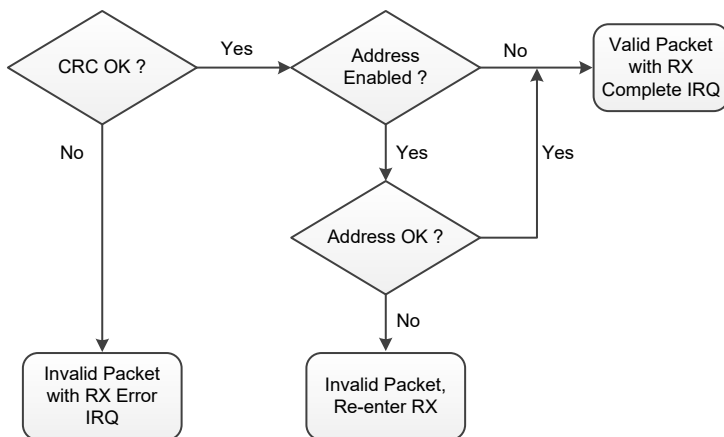 CRC OK ?
Yes
Address
Enabled ?
No
Valid Packet
with RX
Complete IRQ
No
Yes
Yes
Address OK ?
No
Invalid Packet
with RX Error
IRQ
Invalid Packet,
Re-enter RX